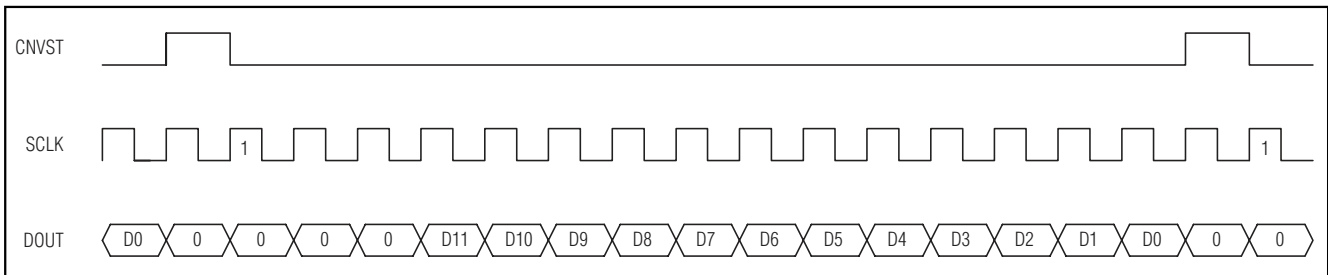 CNVST
SCLK 1 1
DOUT D0 0 0 0 0 D11 D10 D9 D8 D7 D6 D5 D4 D3 D2 D1 D0 0 0